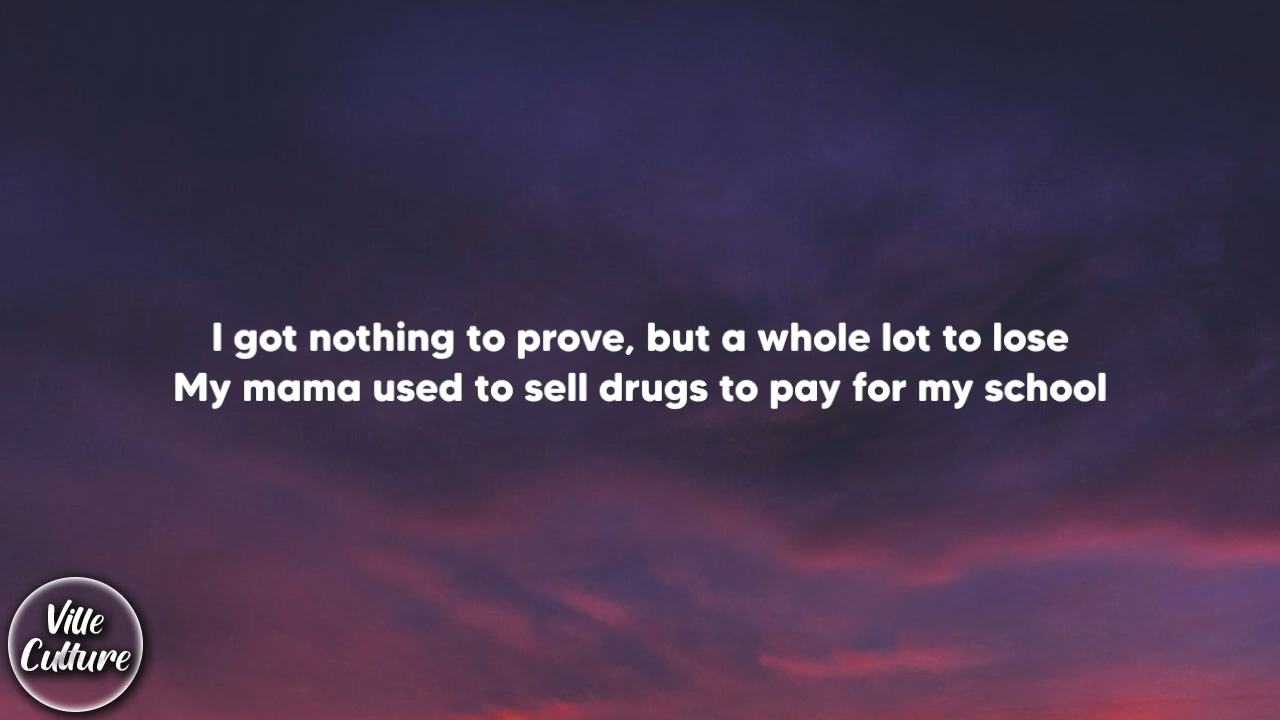 I got nothing to prove, but a whole lot to lose
My mama used to sell drugs to pay for my school
Ville
Culture